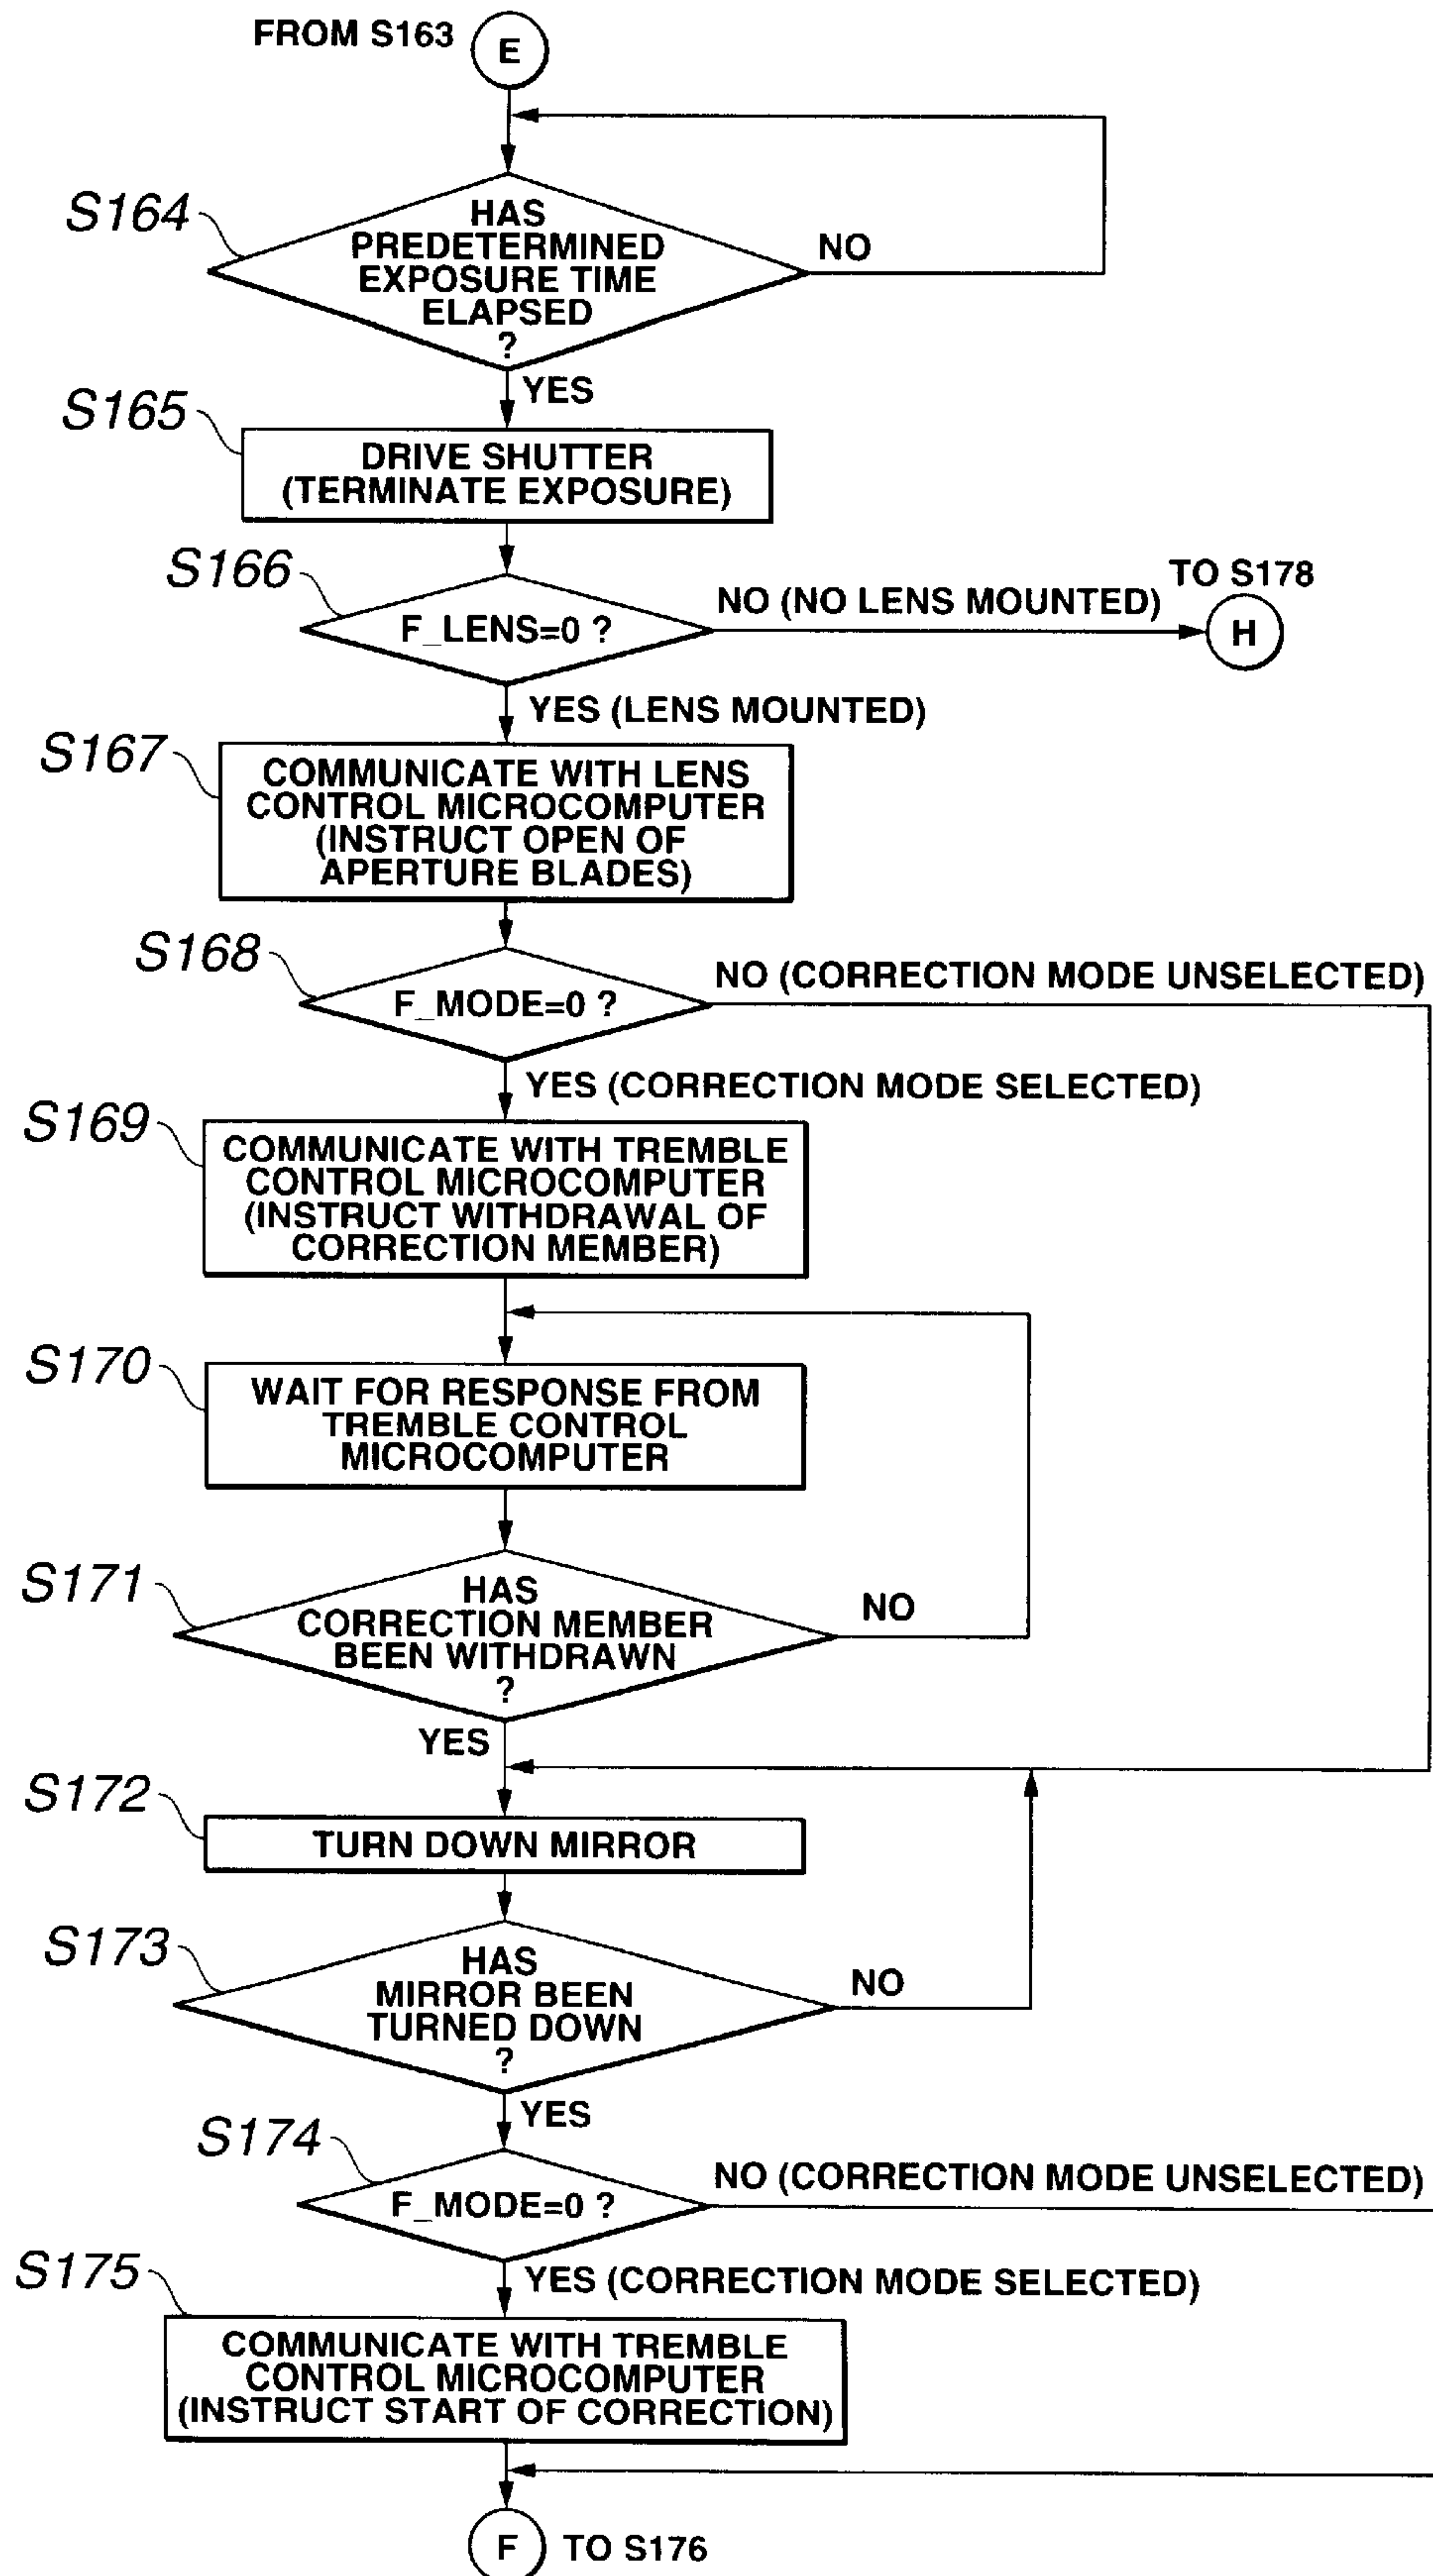 FROM S163
E
S164
HAS
PREDETERMINED
EXPOSURE TIME
ELAPSED
?
NO
YES
S165
DRIVE SHUTTER
(TERMINATE EXPOSURE)
S166
F_LENS=0 ?
NO (NO LENS MOUNTED)
TO S178
H
YES (LENS MOUNTED)
S167
COMMUNICATE WITH LENS
CONTROL MICROCOMPUTER
(INSTRUCT OPEN OF
APERTURE BLADES)
S168
F_MODE=0 ?
NO (CORRECTION MODE UNSELECTED)
YES (CORRECTION MODE SELECTED)
S169
COMMUNICATE WITH TREMBLE
CONTROL MICROCOMPUTER
(INSTRUCT WITHDRAWAL OF
CORRECTION MEMBER)
S170
WAIT FOR RESPONSE FROM
TREMBLE CONTROL
MICROCOMPUTER
S171
HAS
CORRECTION MEMBER
BEEN WITHDRAWN
?
NO
YES
S172
TURN DOWN MIRROR
S173
HAS
MIRROR BEEN
TURNED DOWN
?
NO
YES
S174
F_MODE=0 ?
NO (CORRECTION MODE UNSELECTED)
YES (CORRECTION MODE SELECTED)
S175
COMMUNICATE WITH TREMBLE
CONTROL MICROCOMPUTER
(INSTRUCT START OF CORRECTION)
F
TO S176